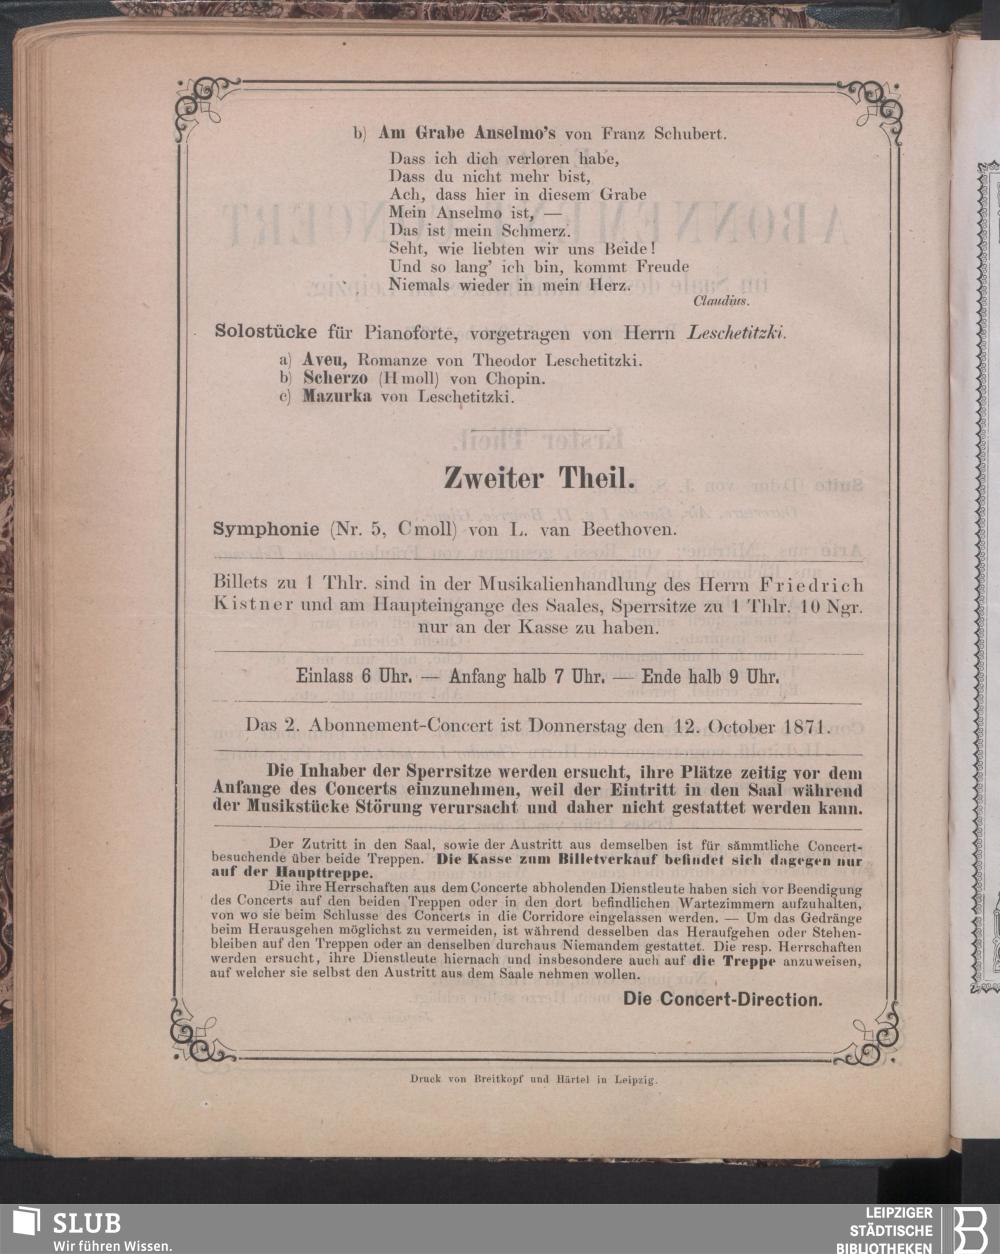 b) Am Grabe Anselmo's von Franz Schubert.
Dass ich dich verloren habe,
Dass du nicht mehr bist,
Ach, dass hier in diesem Grabe
Mein Anselmo ist, —
Das ist mein Schmerz.
Seht, wie liebten wir uns Beide!
Und so lang' ich bin, kommt Freude
Niemals wieder in mein Herz.
Claudius.
Solostücke für Pianoforte, vorgetragen von Herrn Leschetitzki.
a) Aveu, Romanze von Theodor Leschetitzki.
b) Scherzo (H moll) von Chopin.
c) Mazurka von Leschetitzki.
Zweiter Theil.
Symphonie (Nr. 5, C moll) von L. van Beethoven.
Billets zu 1 Thlr. sind in der Musikalienhandlung des Herrn Friedrich
Kistner und am Haupteingange des Saales, Sperrsitze zu 1 Thlr. 10 Ngr.
nur an der Kasse zu haben.
Einlass 6 Uhr. — Anfang halb 7 Uhr. — Ende halb 9 Uhr.
Das 2. Abonnement-Concert ist Donnerstag den 12. October 1871.
Die Inhaber der Sperrsitze werden ersucht, ihre Plätze zeitig vor dem
Anfange des Concerts einzunehmen, weil der Eintritt in den Saal während
der Musikstücke Störung verursacht und daher nicht gestattet werden kann.
Der Zutritt in den Saal, sowie der Austritt aus demselben ist für sämmtliche Concert-
besuchende über beide Treppen. Die Kasse zum Billetverkauf befindet sich dagegen nur
auf der Haupttreppe.
Die ihre Herrschaften aus dem Concerte abholenden Dienstleute haben sich vor Beendigung
des Concerts auf den beiden Treppen oder in den dort befindlichen Wartezimmern aufzuhalten,
von wo sie beim Schlusse des Concerts in die Corridore eingelassen werden. — Um das Gedränge
beim Herausgehen möglichst zu vermeiden, ist während desselben das Heraufgehen oder Stehen-
bleiben auf den Treppen oder an denselben durchaus Niemandem gestattet. Die resp. Herrschaften
werden ersucht, ihre Dienstleute hiernach und insbesondere auch auf die Treppe anzuweisen,
auf welcher sie selbst den Austritt aus dem Saale nehmen wollen.
Die Concert-Direction.
Druck von Breitkopf und Härtel in Leipzig.
SLUB
Wir führen Wissen.
LEIPZIGER
STÄDTISCHE
BIBLIOTHEKEN